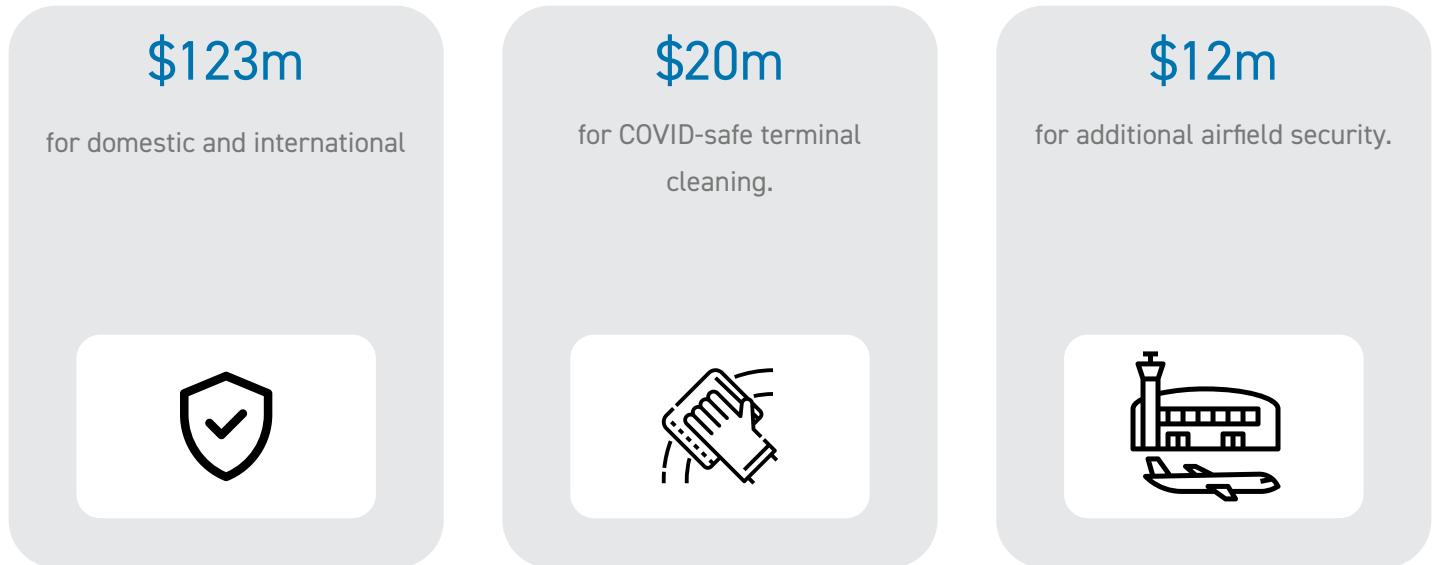 $123m
for domestic and international
$20m
for COVID-safe terminal
cleaning.
$12m
for additional airfield security.